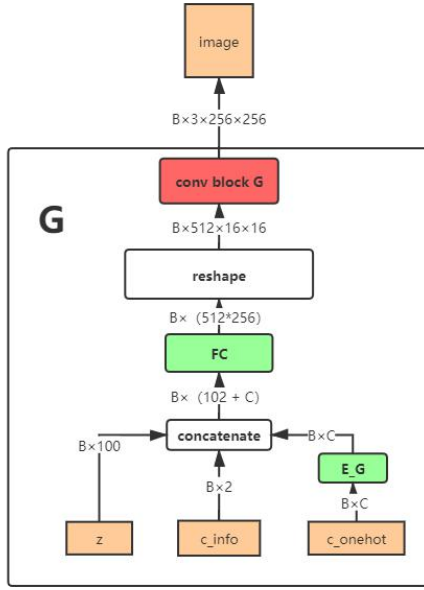 image
B×3×256×256
G
conv block G
B×512×16×16
reshape
B× (512*256)
FC
B× (102 + C)
concatenate
B×100
B×C
B×2
E_G
B×C
z
c_info
c_onehot